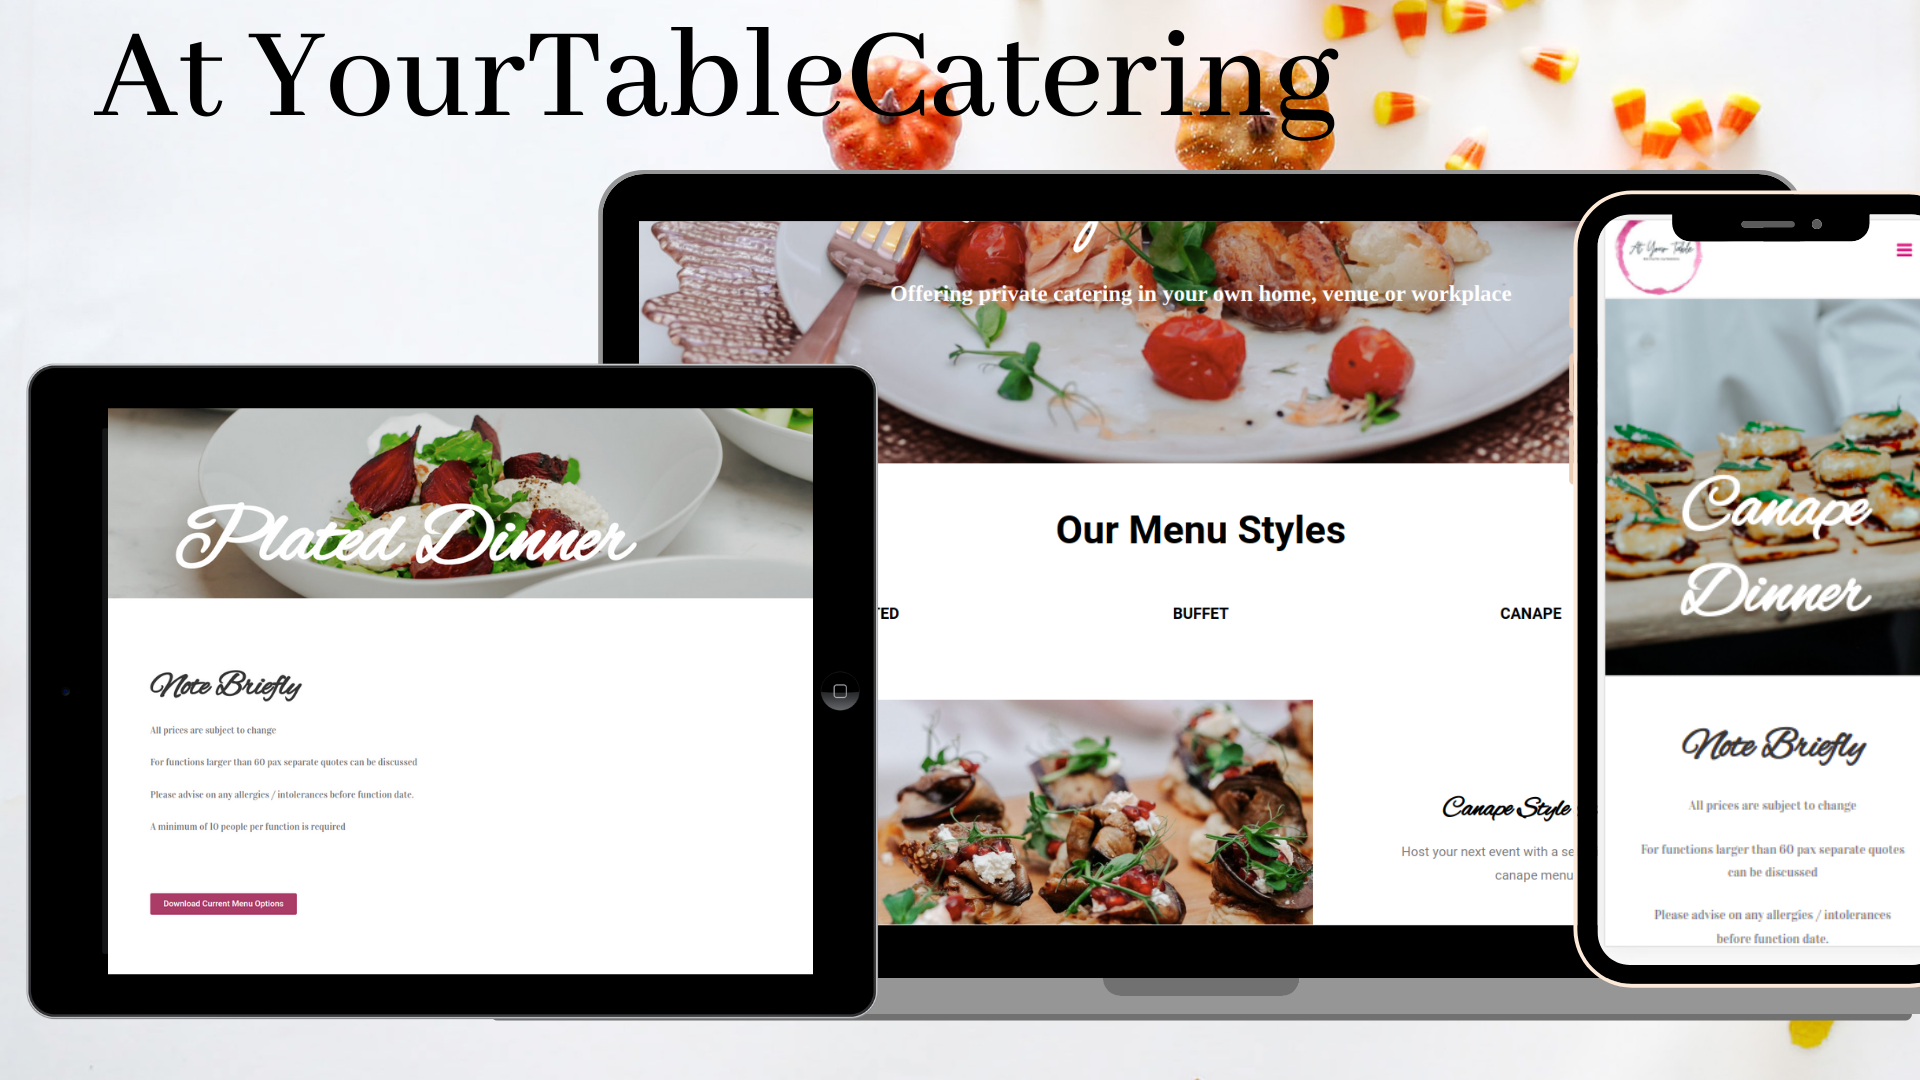 At YourTableCatering
Offering private catering in your own home, venue or workplace
Our Menu Styles
BUFFET
CANAPE
Canape Style
Host your next event with a se
canape menu
Plated Dinner
Note Briefly
All prices are subject to change
For functions larger than 60 pax separate quotes can be discussed
Please advise on any allergies / intolerances before function date.
A minimum of 10 people per function is required
Download Current Menu Options
At Your Table
Canape
Dinner
Note Briefly
All prices are subject to change
For functions larger than 60 pax separate quotes
can be discussed
Please advise on any allergies / intolerances
before function date.